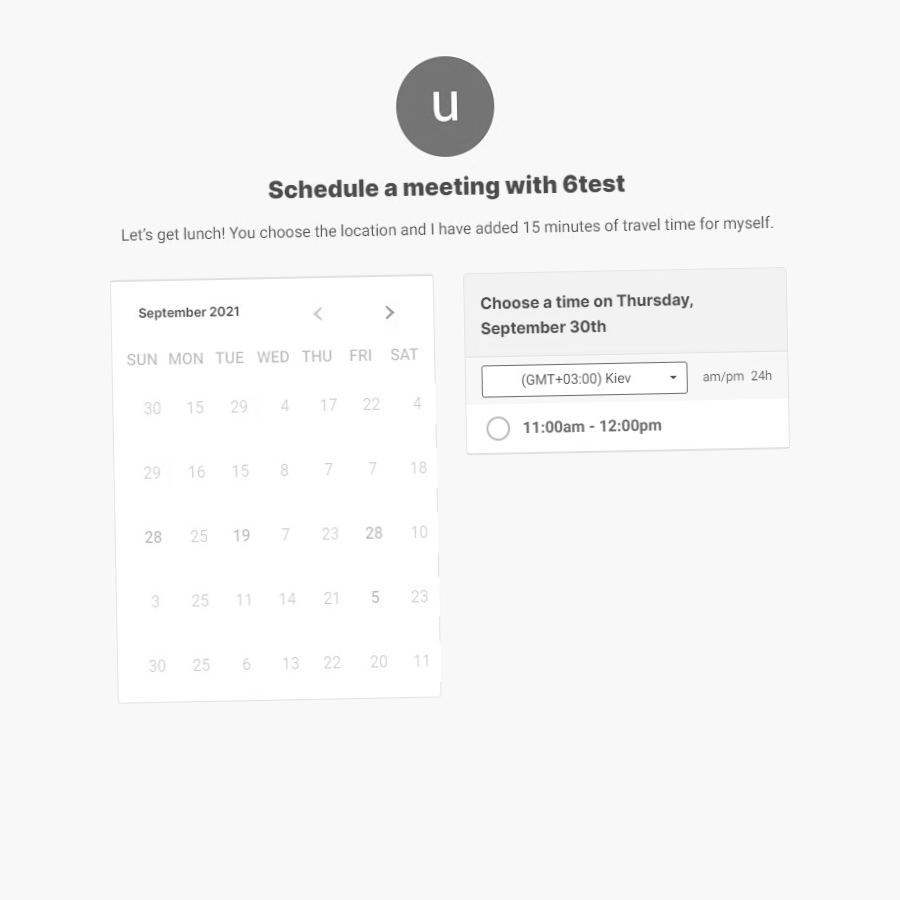 u
Schedule a meeting with 6test
Let's get lunch! You choose the location and I have added 15 minutes of travel time for myself.
September 2021
SUN MON TUE WED THU FRI SAT
30 15 29 4 17 22 4
29 16 15 8 7 7 18
28 25 19 7 23 28 10
3 25 11 14 21 5 23
30 25 6 13 22 20 11
Choose a time on Thursday,
September 30th
(GMT+03:00) Kiev am/pm 24h
11:00am - 12:00pm